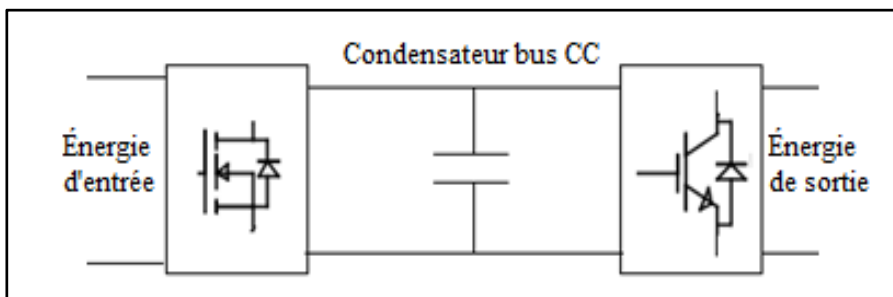 Condensateur bus CC
Énergie
d'entrée
Énergie
de sortie